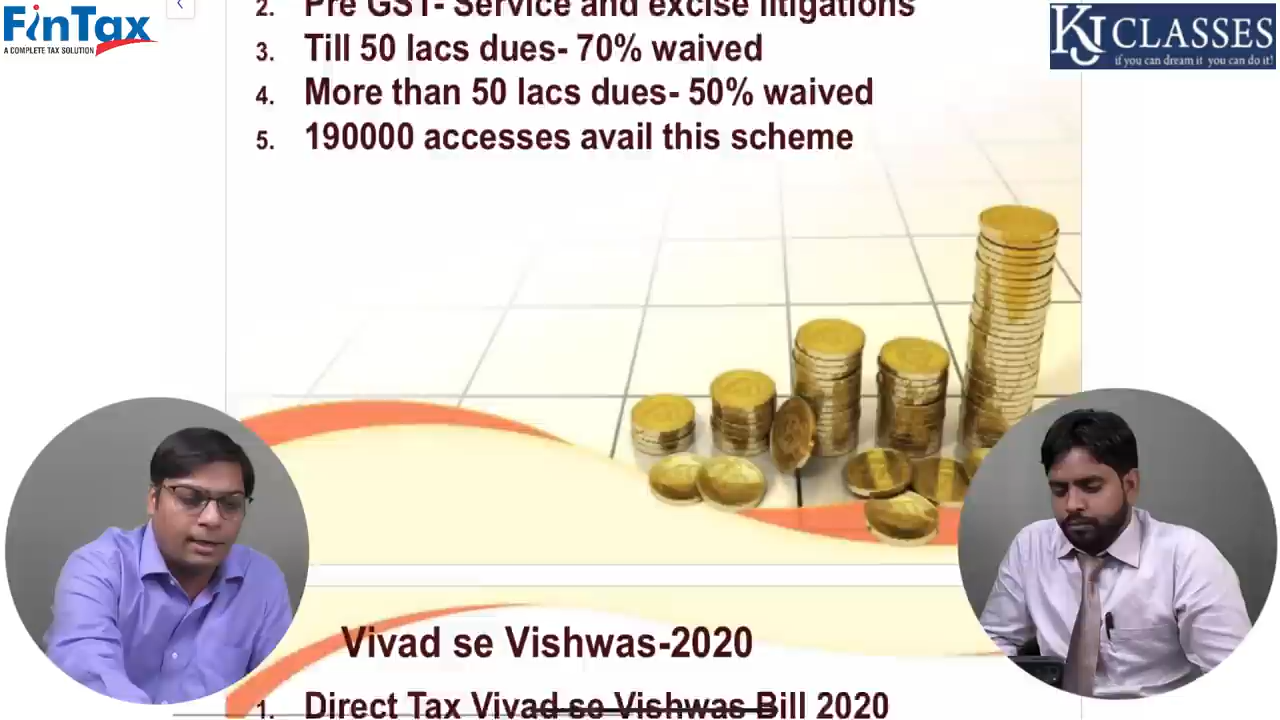 FinTax
A COMPLETE TAX SOLUTION
KJ CLASSES
if you can dream it you can do it!
2. Pre GST- Service and excise litigations
3. Till 50 lacs dues- 70% waived
4. More than 50 lacs dues- 50% waived
5. 190000 accesses avail this scheme
Vivad se Vishwas-2020
1. Direct Tax Vivad se Vishwas Bill 2020